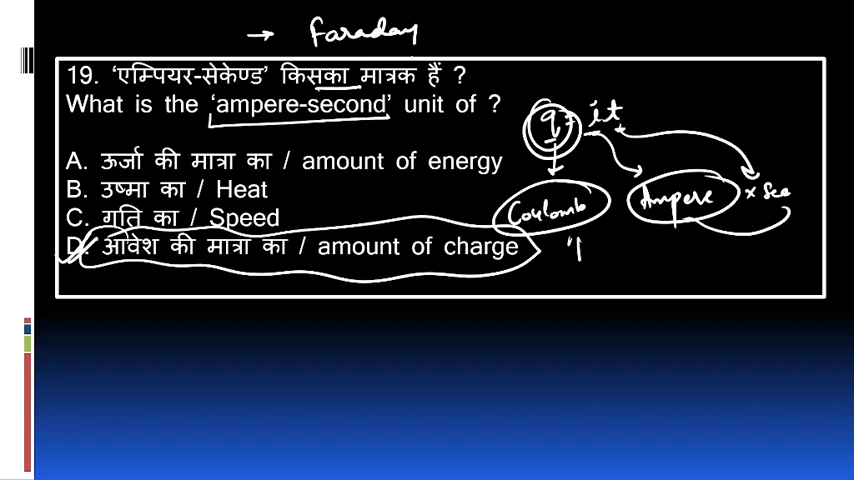 → Faraday
19. ‘एम्पियर-सेकेण्ड’ किसका मात्रक हैं ?
What is the ‘ampere-second’ unit of ?
q = it
A. ऊर्जा की मात्रा का / amount of energy
B. उष्मा का / Heat
Coulomb Ampere × Sec
C. गति का / Speed
D. आवेश की मात्रा का / amount of charge